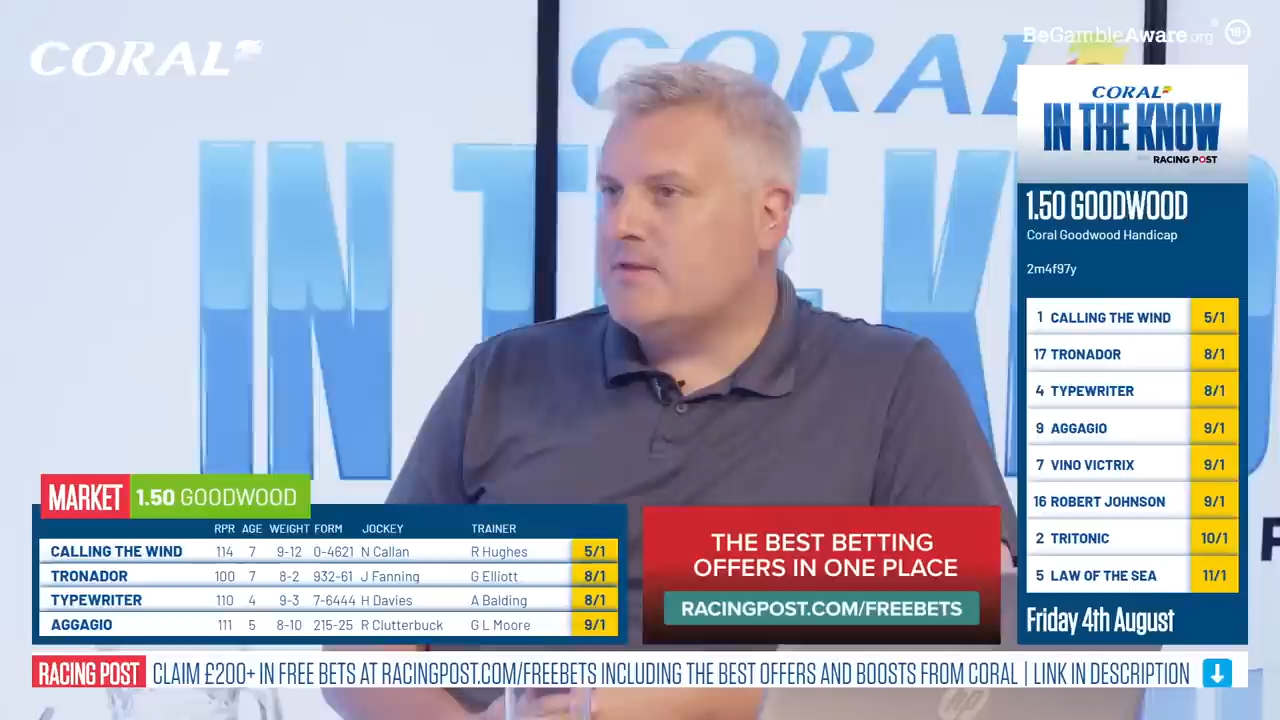 CORAL
BeGambleAware.org® 18+
CORAL
IN THE KNOW
CORAL
IN THE KNOW
RACING POST
1.50 GOODWOOD
Coral Goodwood Handicap
2m4f97y
1 CALLING THE WIND 5/1
17 TRONADOR 8/1
4 TYPEWRITER 8/1
9 AGGAGIO 9/1
7 VINO VICTRIX 9/1
16 ROBERT JOHNSON 9/1
2 TRITONIC 10/1
5 LAW OF THE SEA 11/1
Friday 4th August
MARKET 1.50 GOODWOOD
RPR AGE WEIGHT FORM JOCKEY TRAINER
CALLING THE WIND 114 7 9-12 0-4621 N Callan R Hughes 5/1
TRONADOR 100 7 8-2 932-61 J Fanning G Elliott 8/1
TYPEWRITER 110 4 9-3 7-6444 H Davies A Balding 8/1
AGGAGIO 111 5 8-10 215-25 R Clutterbuck G L Moore 9/1
THE BEST BETTING
OFFERS IN ONE PLACE
RACINGPOST.COM/FREEBETS
hp
RACING POST CLAIM £200+ IN FREE BETS AT RACINGPOST.COM/FREEBETS INCLUDING THE BEST OFFERS AND BOOSTS FROM CORAL | LINK IN DESCRIPTION